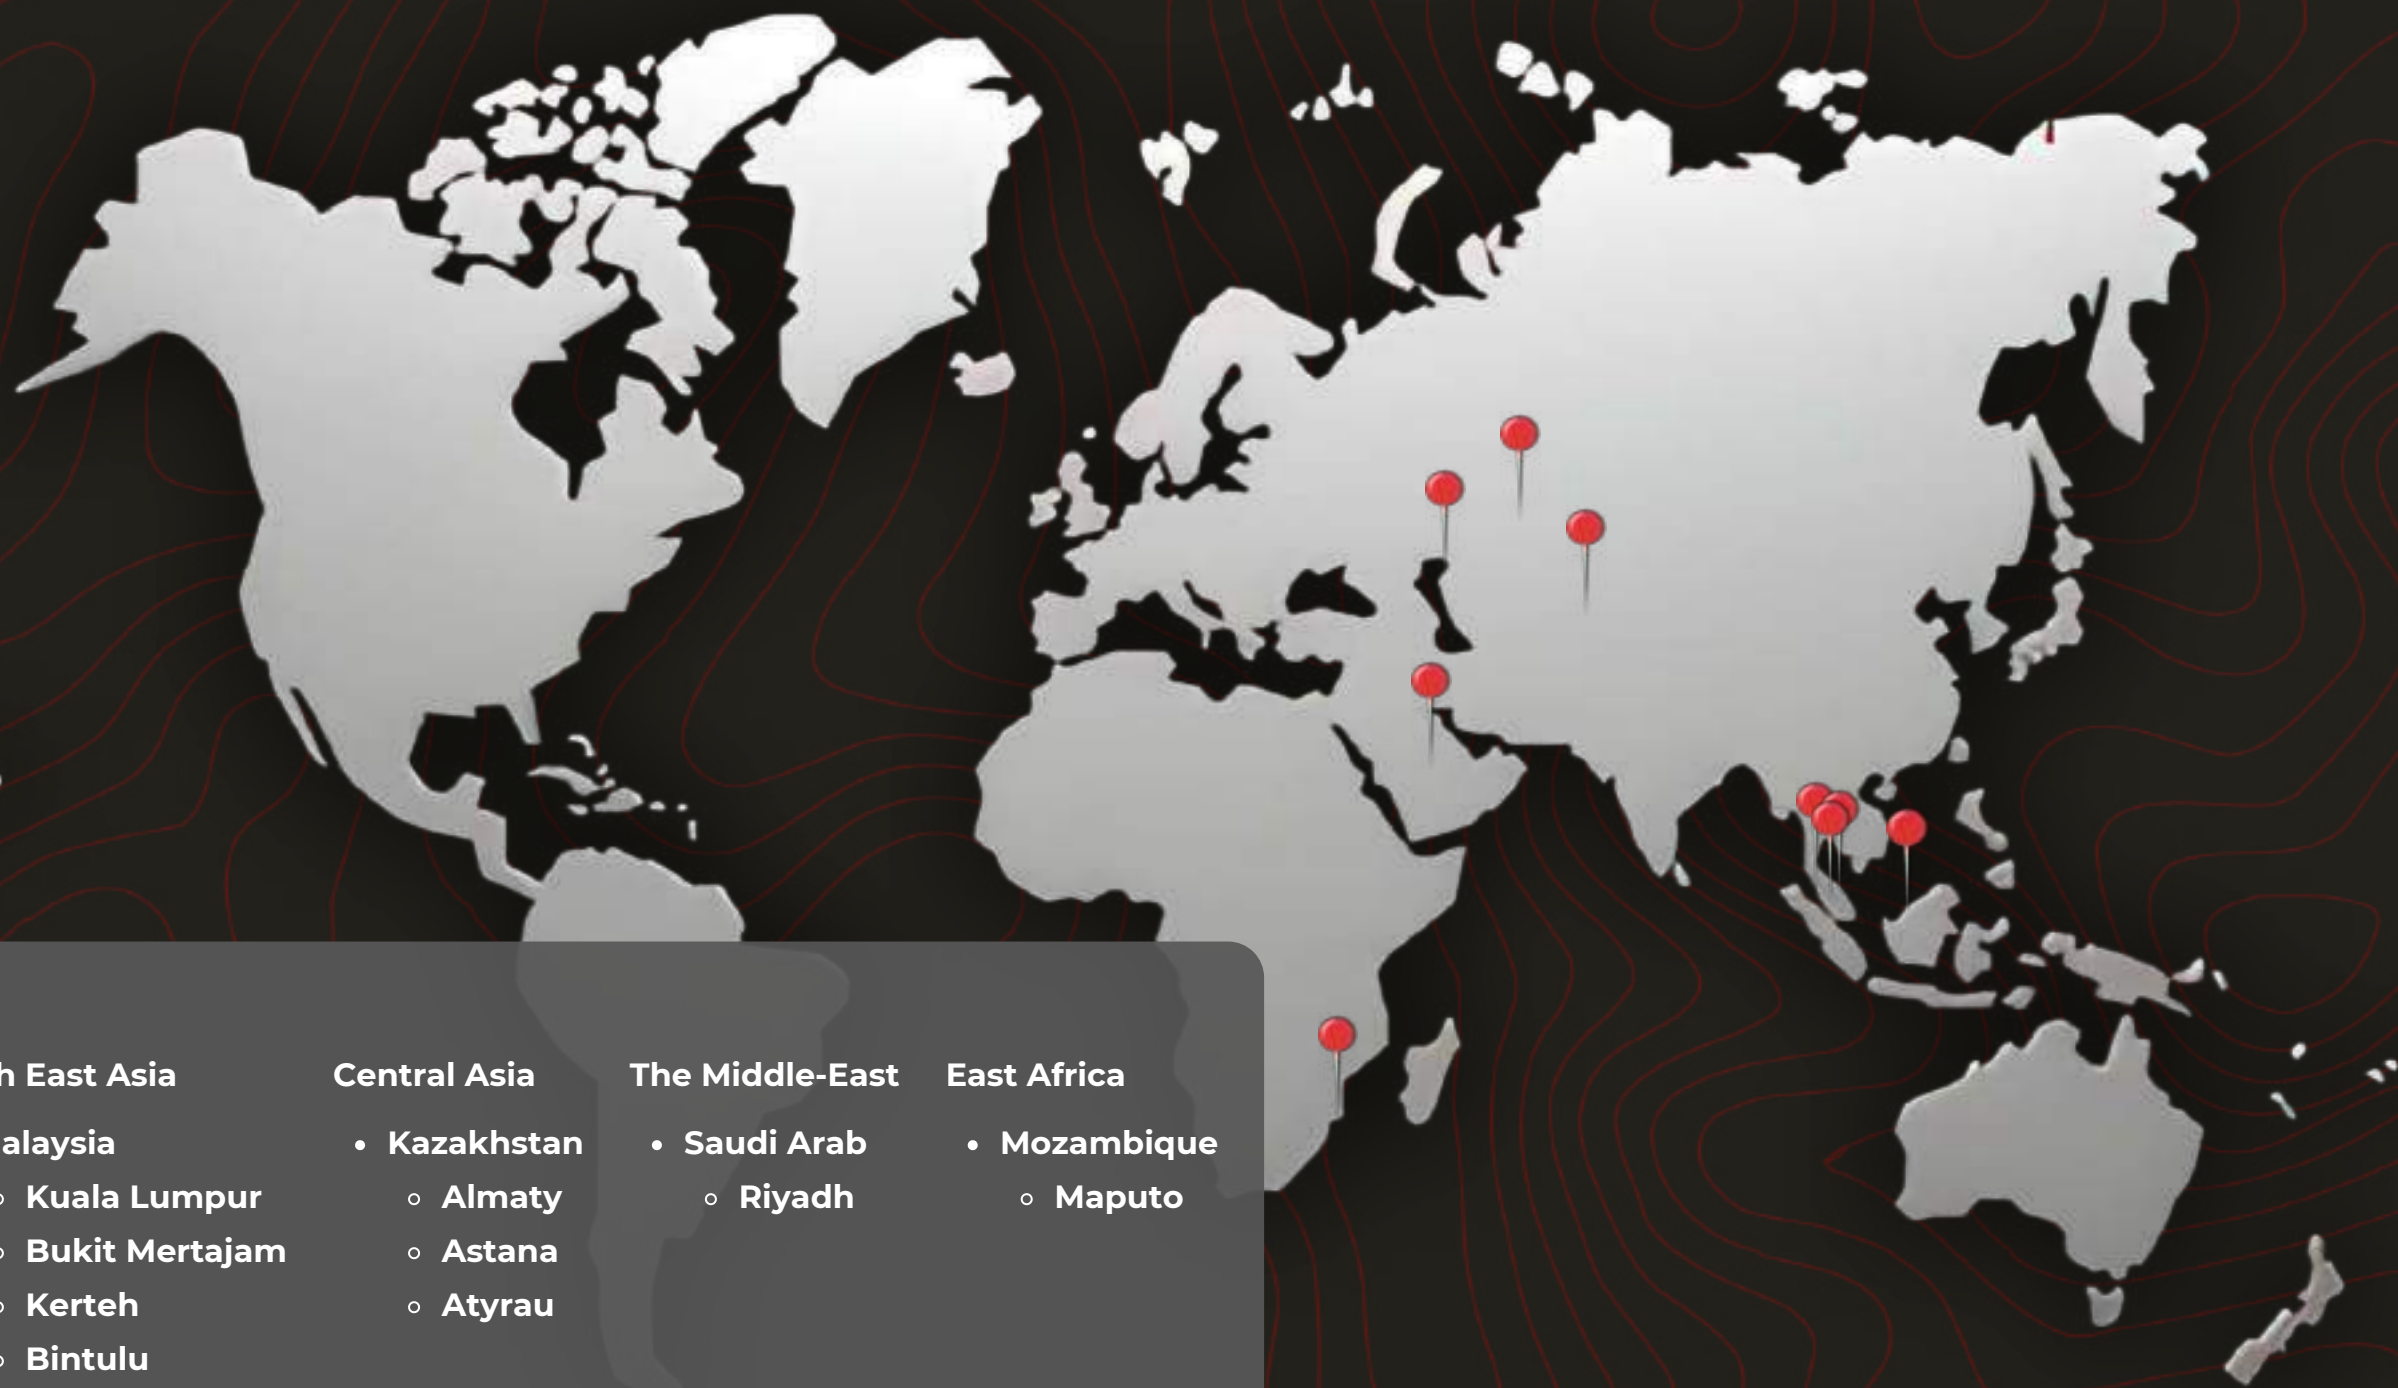 h East Asia
alaysia
Kuala Lumpur
Bukit Mertajam
Kerteh
Bintulu
Central Asia
Kazakhstan
Almaty
Astana
Atyrau
The Middle-East
Saudi Arab
Riyadh
East Africa
Mozambique
Maputo